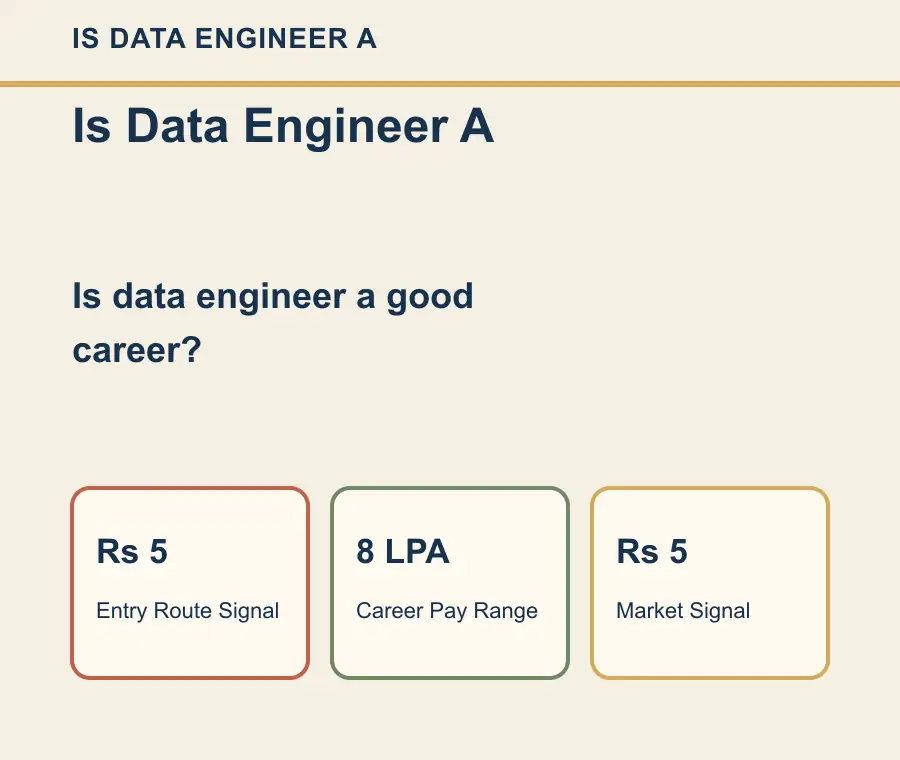 IS DATA ENGINEER A
Is Data Engineer A
Is data engineer a good
career?
Rs 5
Entry Route Signal
8 LPA
Career Pay Range
Rs 5
Market Signal